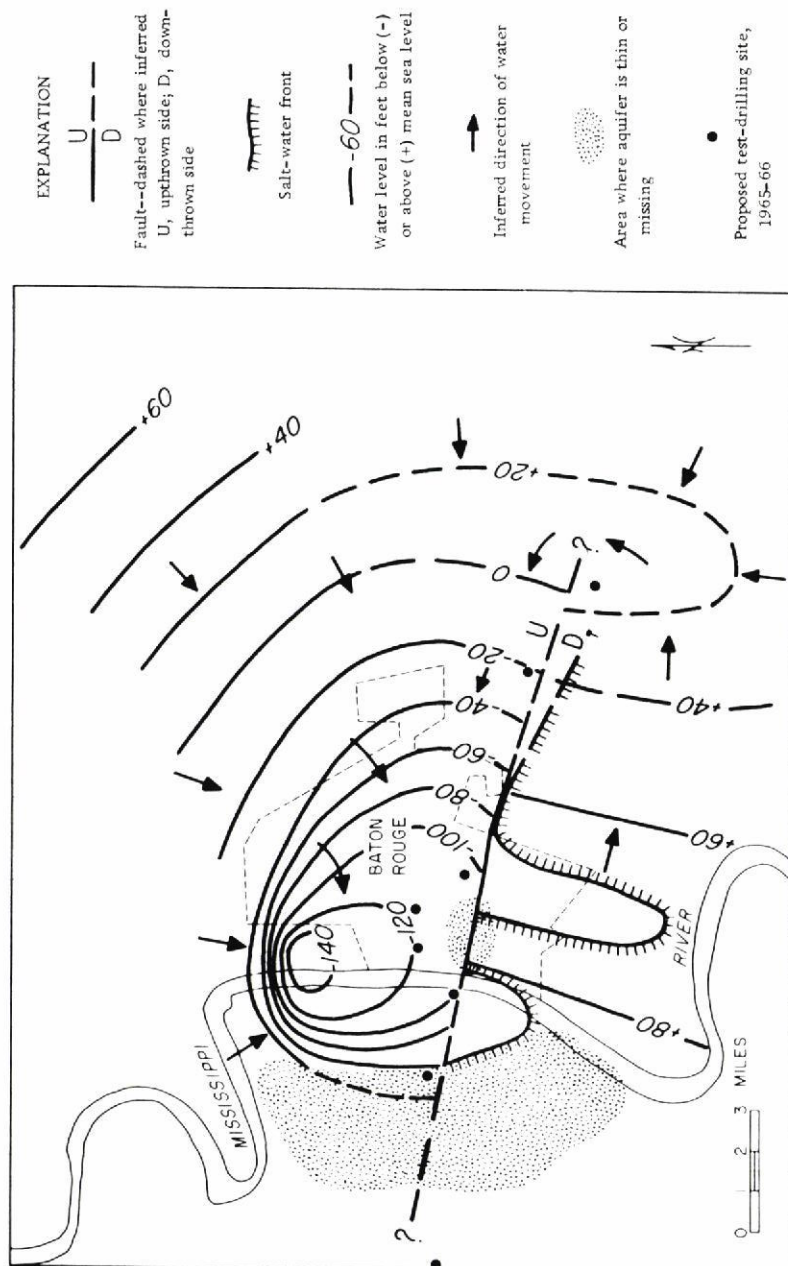 EXPLANATION
U
D
Fault--dashed where inferred
U, upthrown side; D, down-
thrown side
Salt-water front
-60
Water level in feet below (-)
or above (+) mean sea level
Inferred direction of water
movement
Area where aquifer is thin or
missing
Proposed test-drilling site,
1965-66
+60
+40
+20
0
-20
-40
-60
-80
-100
-120
-140
BATON
ROUGE
MISSISSIPPI
RIVER
U
D
?
?
+40
+60
+80
0 1 2 3
MILES